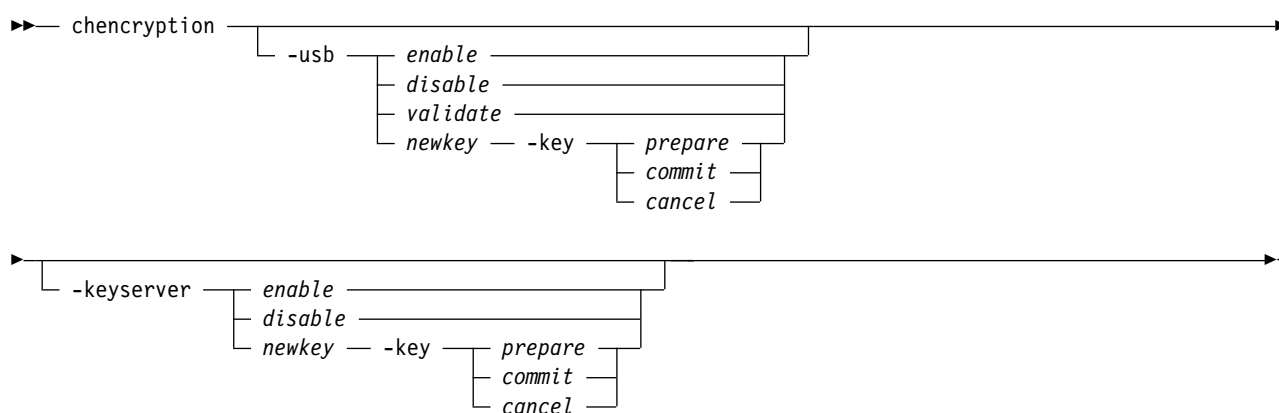 chencryption
-usb enable
disable
validate
newkey -key prepare
commit
cancel
-keyserver enable
disable
newkey -key prepare
commit
cancel